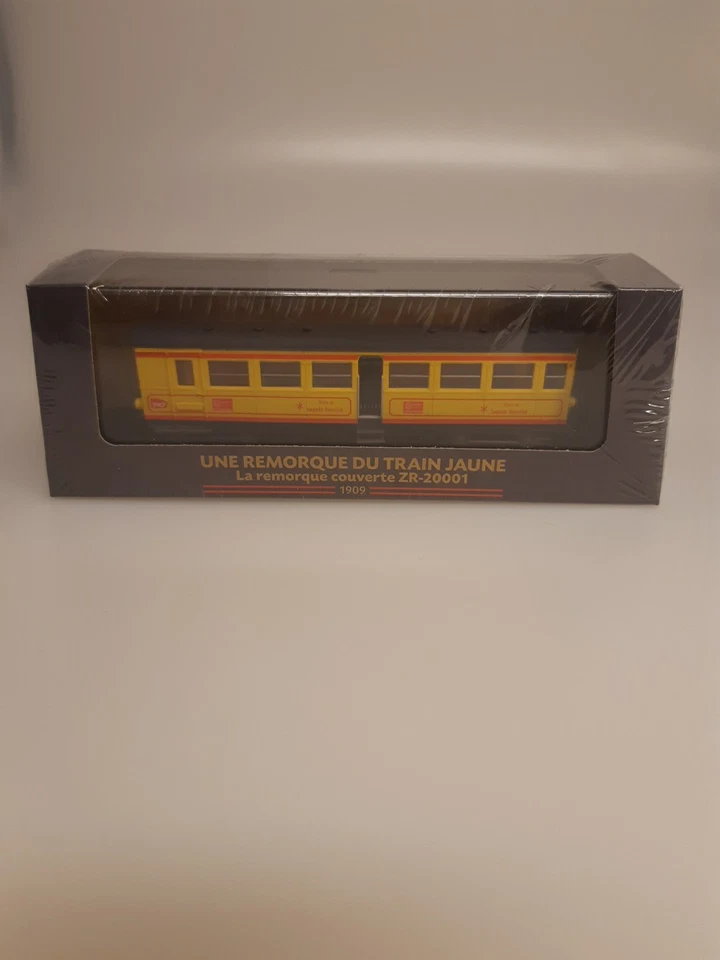 UNE REMORQUE DU TRAIN JAUNE
La remorque couverte ZR-20001
1909